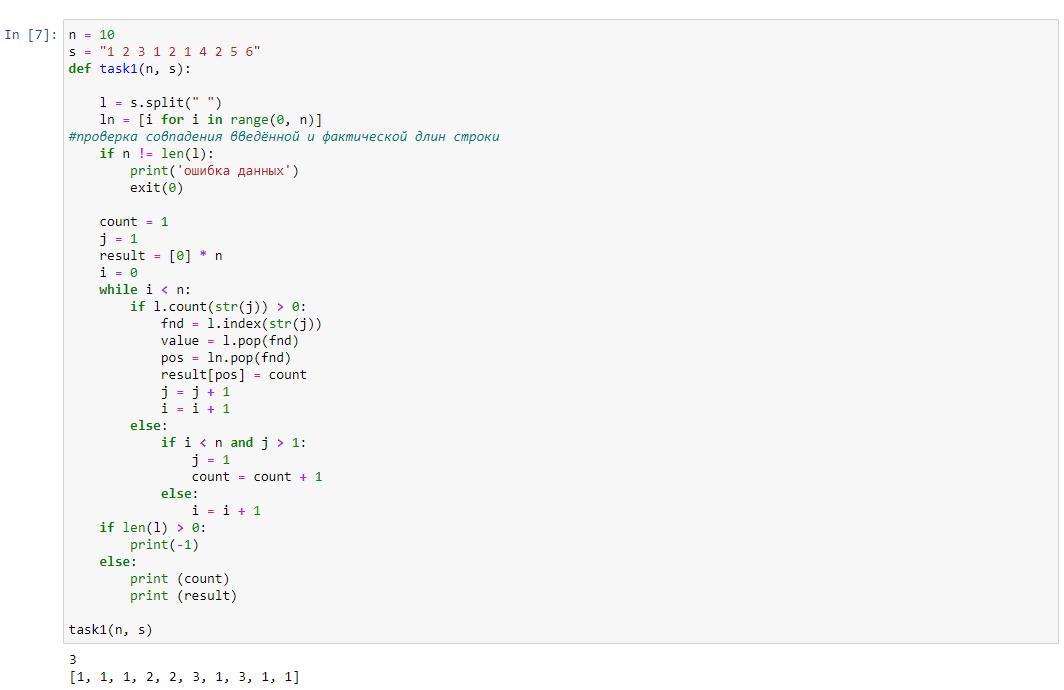 In [7]: n = 10
s = "1 2 3 1 2 1 4 2 5 6"
def task1(n, s):

    l = s.split(" ")
    ln = [i for i in range(0, n)]
#проверка совпадения введённой и фактической длин строки
    if n != len(l):
        print('ошибка данных')
        exit(0)

    count = 1
    j = 1
    result = [0] * n
    i = 0
    while i < n:
        if l.count(str(j)) > 0:
            fnd = l.index(str(j))
            value = l.pop(fnd)
            pos = ln.pop(fnd)
            result[pos] = count
            j = j + 1
            i = i + 1
        else:
            if i < n and j > 1:
                j = 1
                count = count + 1
            else:
                i = i + 1
    if len(l) > 0:
        print(-1)
    else:
        print (count)
        print (result)

task1(n, s)
3
[1, 1, 1, 2, 2, 3, 1, 3, 1, 1]